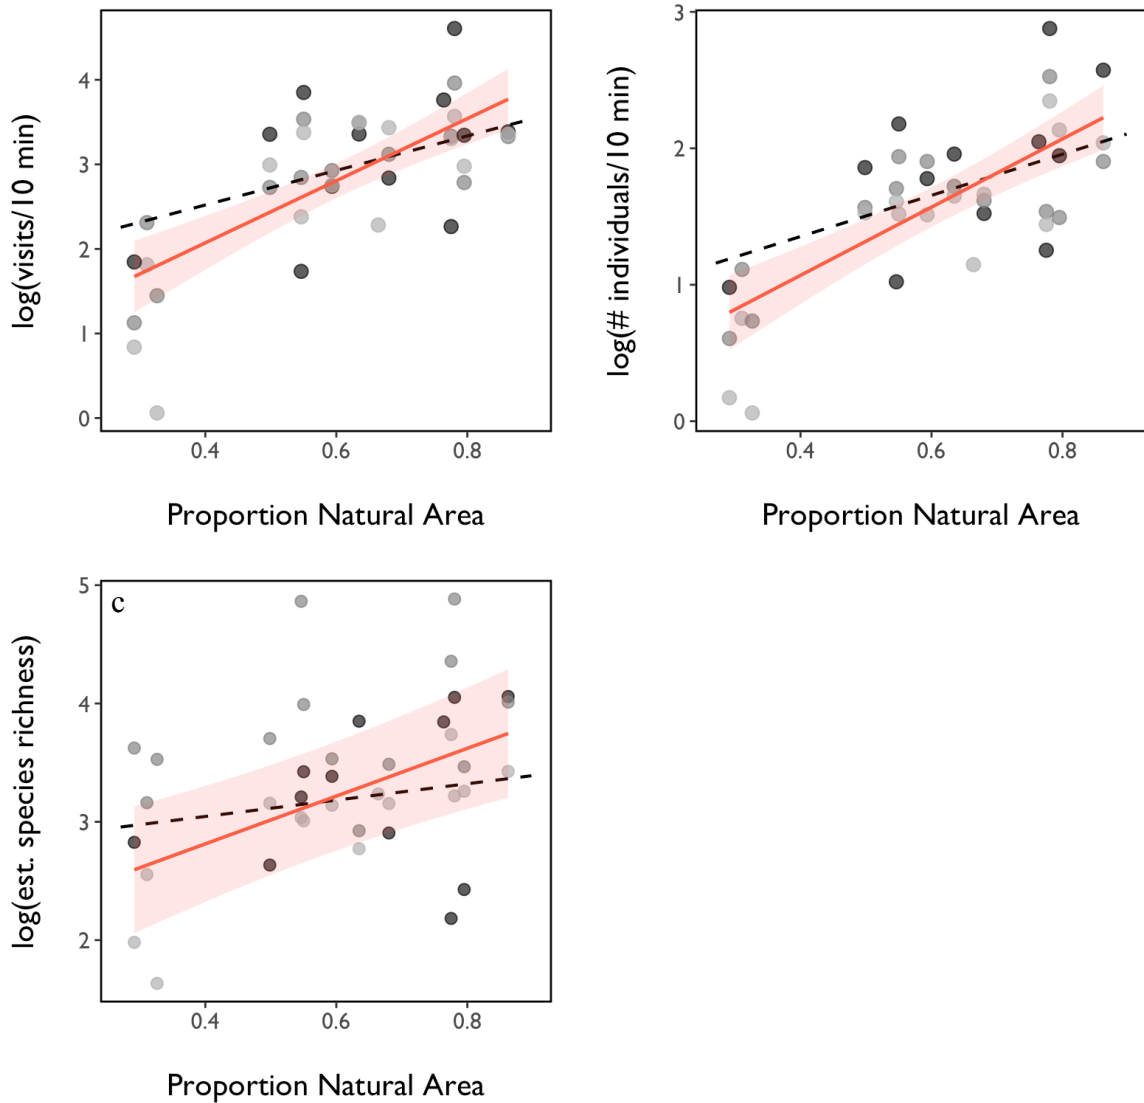 log(visits/10 min)
4
3
2
1
0
0.4 0.6 0.8
Proportion Natural Area
log(# individuals/10 min)
3
2
1
0
0.4 0.6 0.8
Proportion Natural Area
c
log(est. species richness)
5
4
3
2
0.4 0.6 0.8
Proportion Natural Area